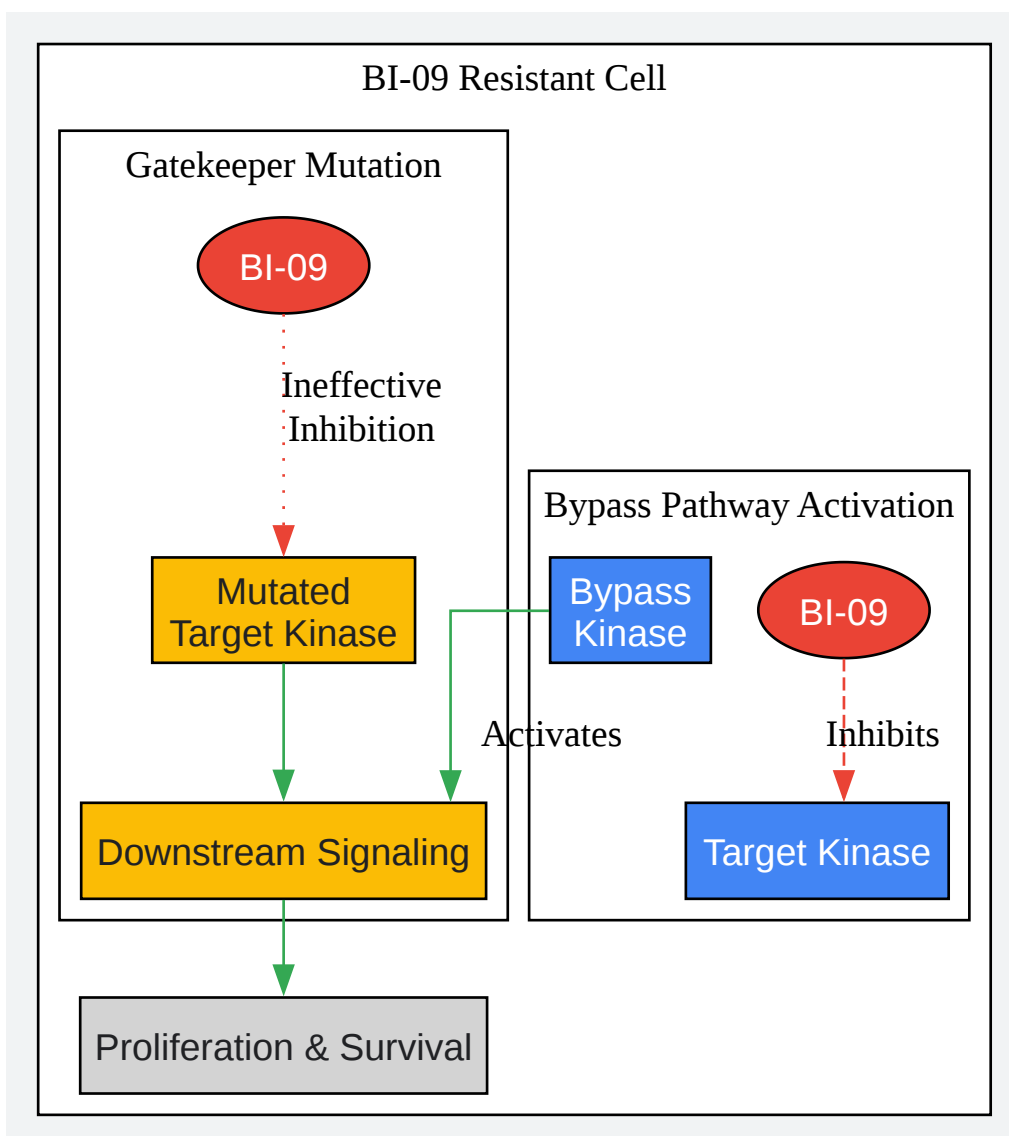 BI-09 Resistant Cell
Gatekeeper Mutation
BI-09
Ineffective
Inhibition
Mutated
Target Kinase
Downstream Signaling
Bypass Pathway Activation
Bypass
Kinase
BI-09
Activates
Inhibits
Target Kinase
Proliferation & Survival